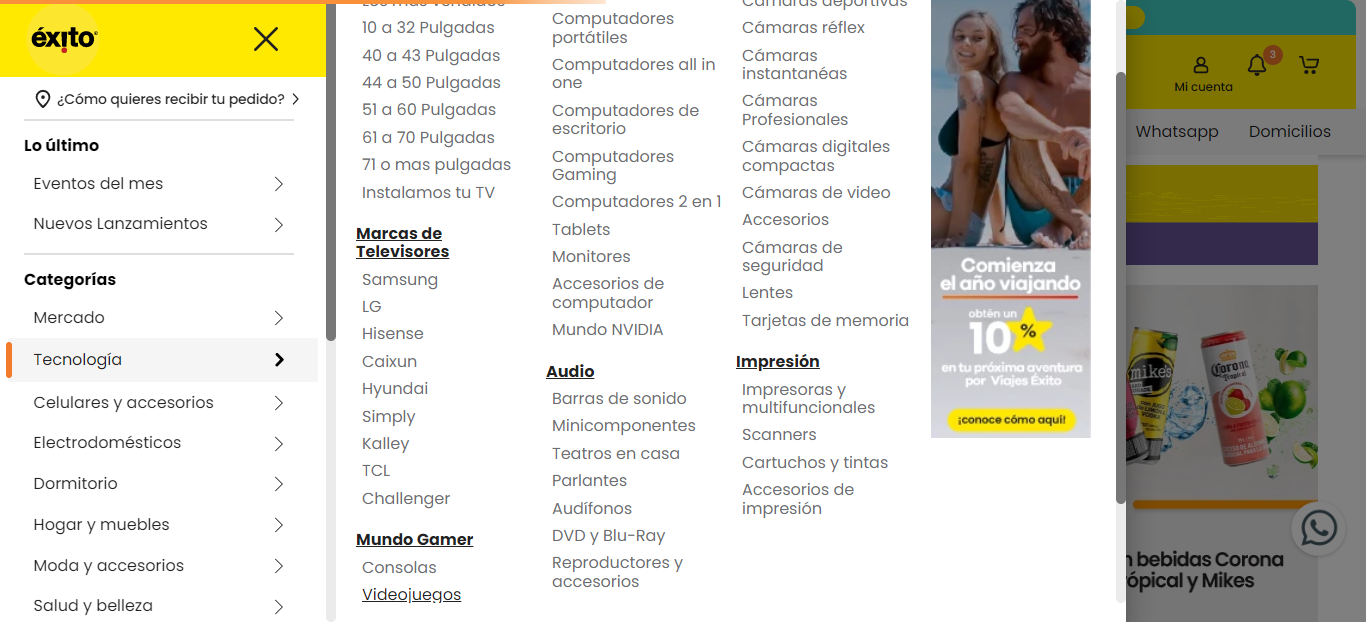 éxito
¿Cómo quieres recibir tu pedido?
Lo último
Eventos del mes
Nuevos Lanzamientos
Categorías
Mercado
Tecnología
Celulares y accesorios
Electrodomésticos
Dormitorio
Hogar y muebles
Moda y accesorios
Salud y belleza
Los más vendidos
10 a 32 Pulgadas
40 a 43 Pulgadas
44 a 50 Pulgadas
51 a 60 Pulgadas
61 a 70 Pulgadas
71 o mas pulgadas
Instalamos tu TV
Marcas de
Televisores
Samsung
LG
Hisense
Caixun
Hyundai
Simply
Kalley
TCL
Challenger
Mundo Gamer
Consolas
Videojuegos
Computadores
portátiles
Computadores all in
one
Computadores de
escritorio
Computadores
Gaming
Computadores 2 en 1
Tablets
Monitores
Accesorios de
computador
Mundo NVIDIA
Audio
Barras de sonido
Minicomponentes
Teatros en casa
Parlantes
Audífonos
DVD y Blu-Ray
Reproductores y
accesorios
Cámaras deportivas
Cámaras réflex
Cámaras
instantanéas
Cámaras
Profesionales
Cámaras digitales
compactas
Cámaras de video
Accesorios
Cámaras de
seguridad
Lentes
Tarjetas de memoria
Impresión
Impresoras y
multifuncionales
Scanners
Cartuchos y tintas
Accesorios de
impresión
Comienza
el año viajando
obtén un
10%
en tu próxima aventura
por Viajes Éxito
¡conoce cómo aquí!
Mi cuenta
3
Whatsapp
Domicilios
mike's
Corona
Tropical
n bebidas Corona
rópical y Mikes